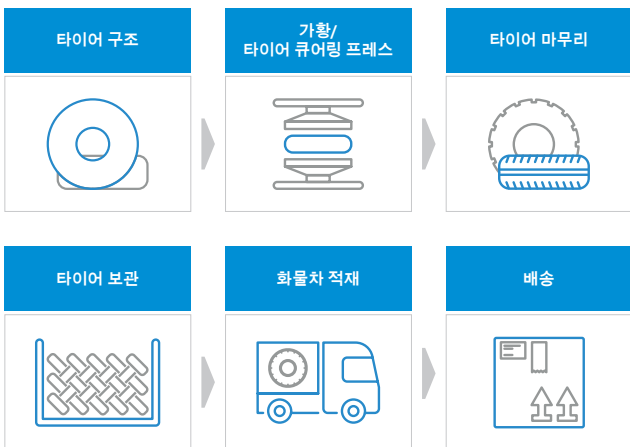 타이어 구조
가황/
타이어 큐어링 프레스
타이어 마무리
타이어 보관
화물차 적재
배송